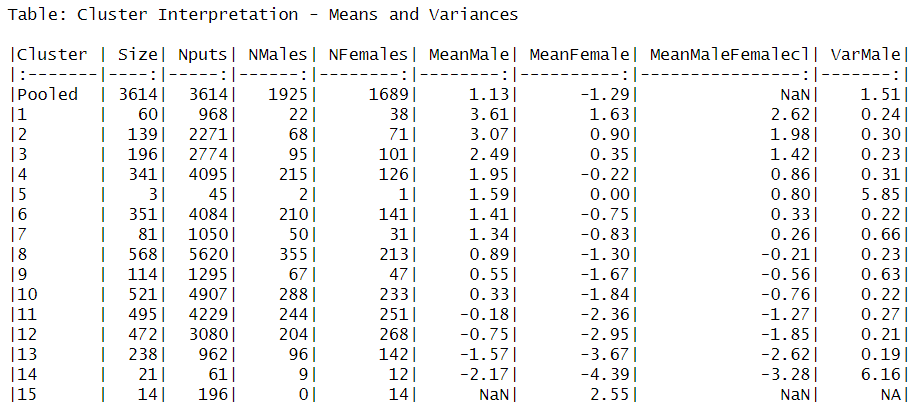 Table: Cluster Interpretation - Means and Variances
|Cluster | Size| Nputs| NMales| NFemales| MeanMale| MeanFemale| MeanMaleFemalecl| VarMale|
|:-------|----:|-----:|------:|--------:|--------:|----------:|----------------:|-------:|
|Pooled | 3614| 3614| 1925| 1689| 1.13| -1.29| NaN| 1.51|
|1 | 60| 968| 22| 38| 3.61| 1.63| 2.62| 0.24|
|2 | 139| 2271| 68| 71| 3.07| 0.90| 1.98| 0.30|
|3 | 196| 2774| 95| 101| 2.49| 0.35| 1.42| 0.23|
|4 | 341| 4095| 215| 126| 1.95| -0.22| 0.86| 0.31|
|5 | 3| 45| 2| 1| 1.59| 0.00| 0.80| 5.85|
|6 | 351| 4084| 210| 141| 1.41| -0.75| 0.33| 0.22|
|7 | 81| 1050| 50| 31| 1.34| -0.83| 0.26| 0.66|
|8 | 568| 5620| 355| 213| 0.89| -1.30| -0.21| 0.23|
|9 | 114| 1295| 67| 47| 0.55| -1.67| -0.56| 0.63|
|10 | 521| 4907| 288| 233| 0.33| -1.84| -0.76| 0.22|
|11 | 495| 4229| 244| 251| -0.18| -2.36| -1.27| 0.27|
|12 | 472| 3080| 204| 268| -0.75| -2.95| -1.85| 0.21|
|13 | 238| 962| 96| 142| -1.57| -3.67| -2.62| 0.19|
|14 | 21| 61| 9| 12| -2.17| -4.39| -3.28| 6.16|
|15 | 14| 196| 0| 14| NaN| 2.55| NaN| NA|